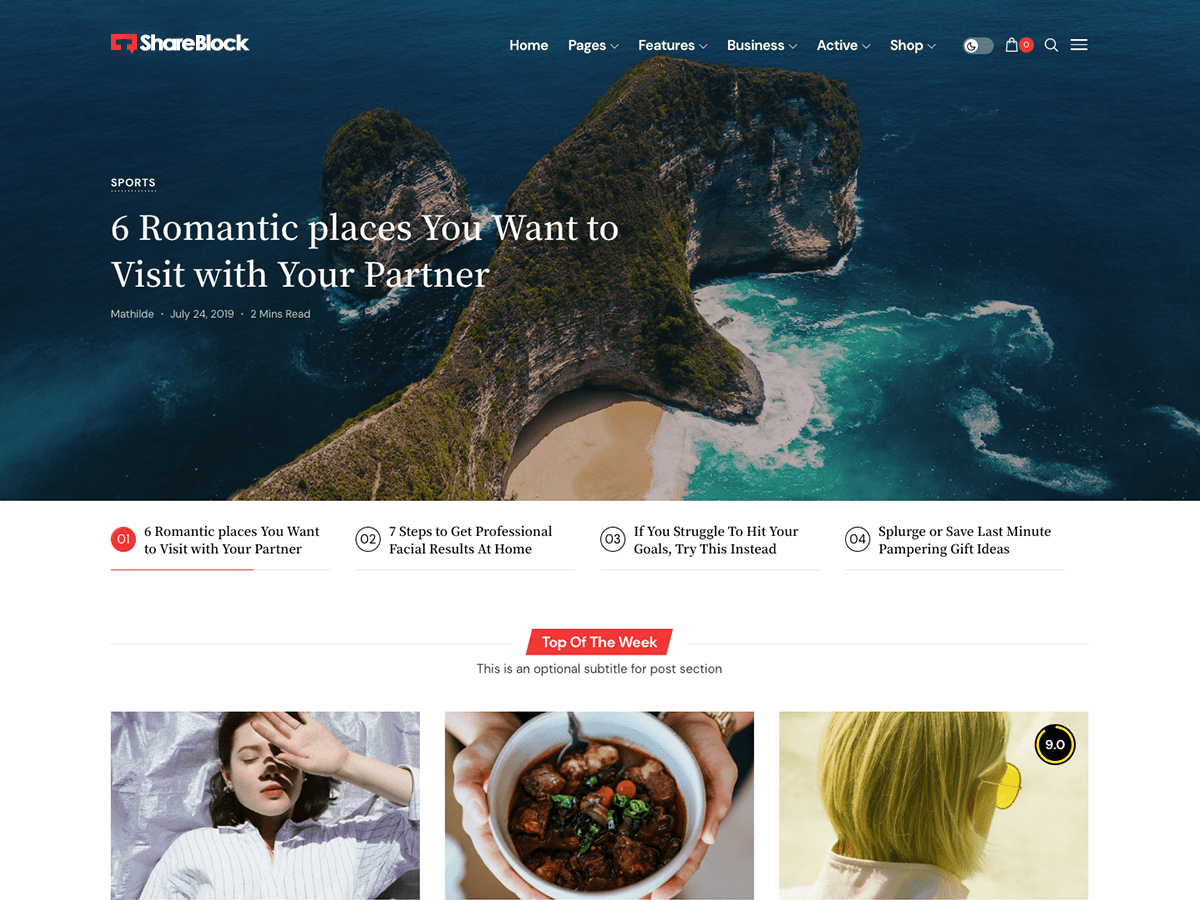 ShareBlock
Home Pages Features Business Active Shop 0
SPORTS
6 Romantic places You Want to
Visit with Your Partner
Mathilde · July 24, 2019 · 2 Mins Read
01 6 Romantic places You Want
to Visit with Your Partner
02 7 Steps to Get Professional
Facial Results At Home
03 If You Struggle To Hit Your
Goals, Try This Instead
04 Splurge or Save Last Minute
Pampering Gift Ideas
Top Of The Week
This is an optional subtitle for post section
9.0